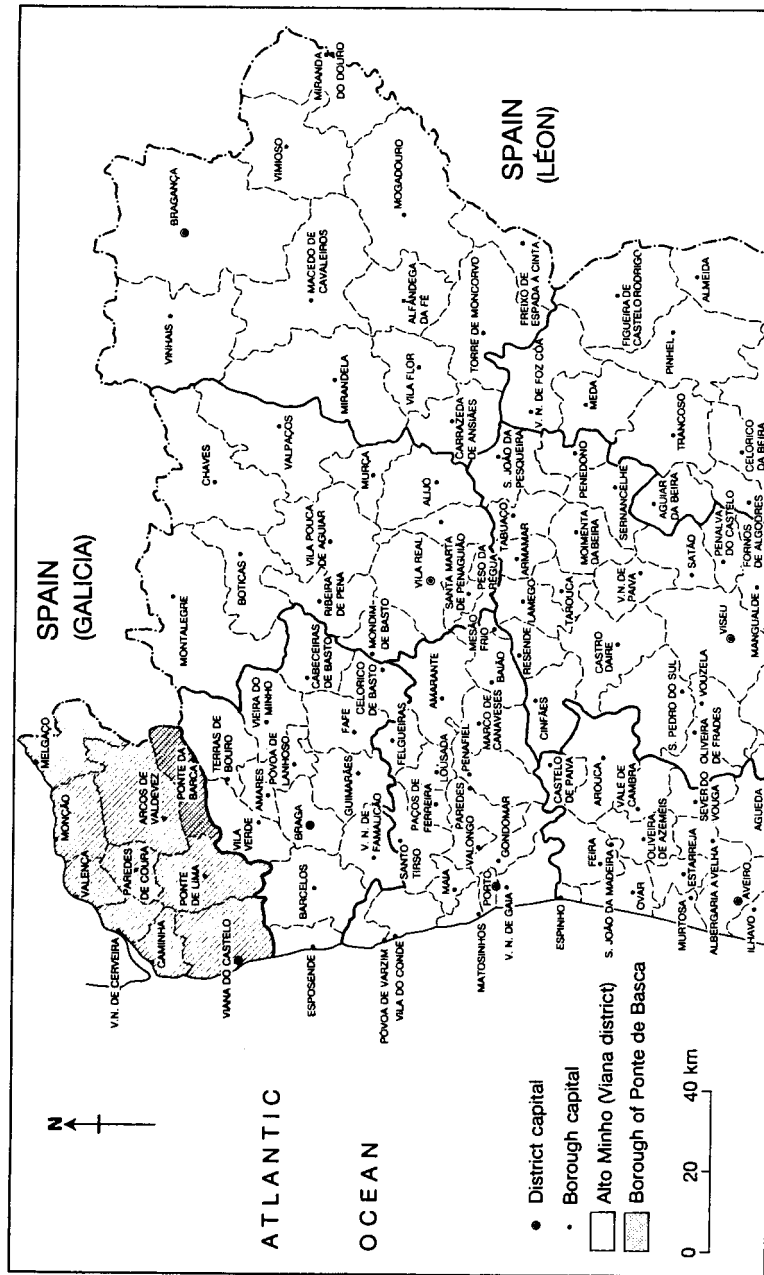 SPAIN
(GALICIA)
SPAIN
(LÉON)
ATLANTIC
OCEAN
N
MELGAÇO
MONÇÃO
VALENÇA
V.N. DE CERVEIRA
PAREDES
DE COURA
CAMINHA
ARCOS DE
VALDEVEZ
PONTE DA
BARCA
PONTE
DE LIMA
VIANA DO CASTELO
MONTALEGRE
CHAVES
VINHAIS
BRAGANÇA
BOTICAS
VALPAÇOS
MACEDO DE
CAVALEIROS
VIMIOSO
MIRANDA
DO DOURO
TERRAS DE
BOURO
VIEIRA DO
MINHO
VILA
VERDE
AMARES
PÓVOA DE
LANHOSO
CABECEIRAS
DE BASTO
BRAGA
BARCELOS
ESPOSENDE
VILA POUCA
DE AGUIAR
RIBEIRA
DE PENA
MIRANDELA
MURÇA
ALFÂNDEGA
DA FÉ
MOGADOURO
GUIMARÃES
FAFE
CELORICO
DE BASTO
MONDIM
DE BASTO
V. N. DE
FAMAUCÃO
VILA FLOR
ALIJO
VILA REAL
PÓVOA DE VARZIM
VILA DO CONDE
SANTO
TIRSO
FELGUEIRAS
PAÇOS DE
FERREIRA
LOUSADA
AMARANTE
SANTA MARTA
DE PENAGUIÃO
CARRAZEDA
DE ANSIÃES
TORRE DE MONCORVO
MAIA
VALONGO
PAREDES
PENAFIEL
MARCO DE
CANAVESES
BAIÃO
MESÃO
FRIO
PESO DA
RÉGUA
MATOSINHOS
PORTO
GONDOMAR
V. N. DE GAIA
S. JOÃO DA
PESQUEIRA
TABUAÇO
ARMAMAR
LAMEGO
RESENDE
CINFÃES
V. N. DE FOZ COA
FREIXO DE
ESPADA À CINTA
ESPINHO
CASTELO
DE PAIVA
FEIRA
AROUCA
S. JOÃO DA MADEIRA
VALE DE
CAMBRA
OVAR
OLIVEIRA
DE AZEMÉIS
CASTRO
DAIRE
TAROUCA
MOIMENTA
DA BEIRA
PENEDONO
SERNANCELHE
V.N. DE
PAIVA
MEDA
FIGUEIRA DE
CASTELO RODRIGO
AGUIAR
DA BEIRA
TRANCOSO
PINHEL
ALMEIDA
S. PEDRO DO SUL
SATÃO
MURTOSA
ESTARREJA
ALBERGARIA A VELHA
SEVER DO
VOUGA
OLIVEIRA
DE FRADES
VOUZELA
VISEU
PENALVA
DO CASTELO
FORNOS
DE ALGODRES
CELORICO
DA BEIRA
AVEIRO
ILHAVO
AGUEDA
MANGUALDE
District capital
Borough capital
Alto Minho (Viana district)
Borough of Ponte de Basca
0 20 40 km